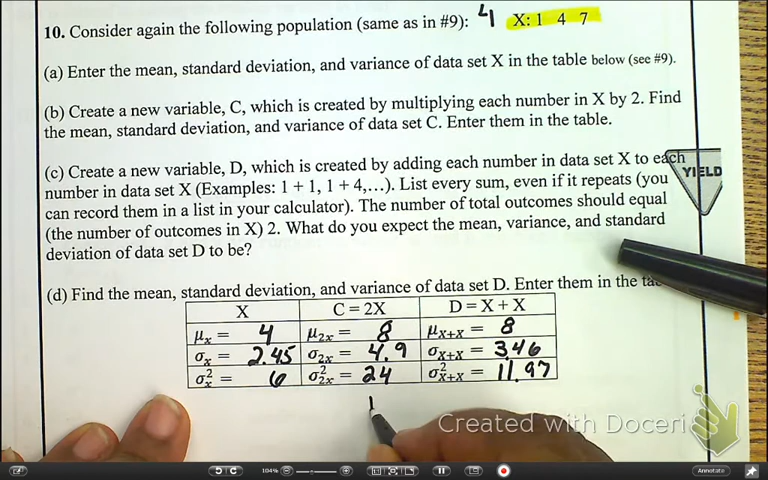 10. Consider again the following population (same as in #9): 4 X: 1 4 7
(a) Enter the mean, standard deviation, and variance of data set X in the table below (see #9).
(b) Create a new variable, C, which is created by multiplying each number in X by 2. Find
the mean, standard deviation, and variance of data set C. Enter them in the table.
(c) Create a new variable, D, which is created by adding each number in data set X to each
YIELD
number in data set X (Examples: 1 + 1, 1 + 4,…). List every sum, even if it repeats (you
can record them in a list in your calculator). The number of total outcomes should equal
(the number of outcomes in X) 2. What do you expect the mean, variance, and standard
deviation of data set D to be?
(d) Find the mean, standard deviation, and variance of data set D. Enter them in the
X C = 2X D = X + X
μx = 4 μ2x = 8 μX+X = 8
σx = 2.45 σ2x = 4.9 σX+X = 3.46
σ²x = 6 σ²2x = 24 σ²X+X = 11.97
Created with Doceri
104%
Annotate